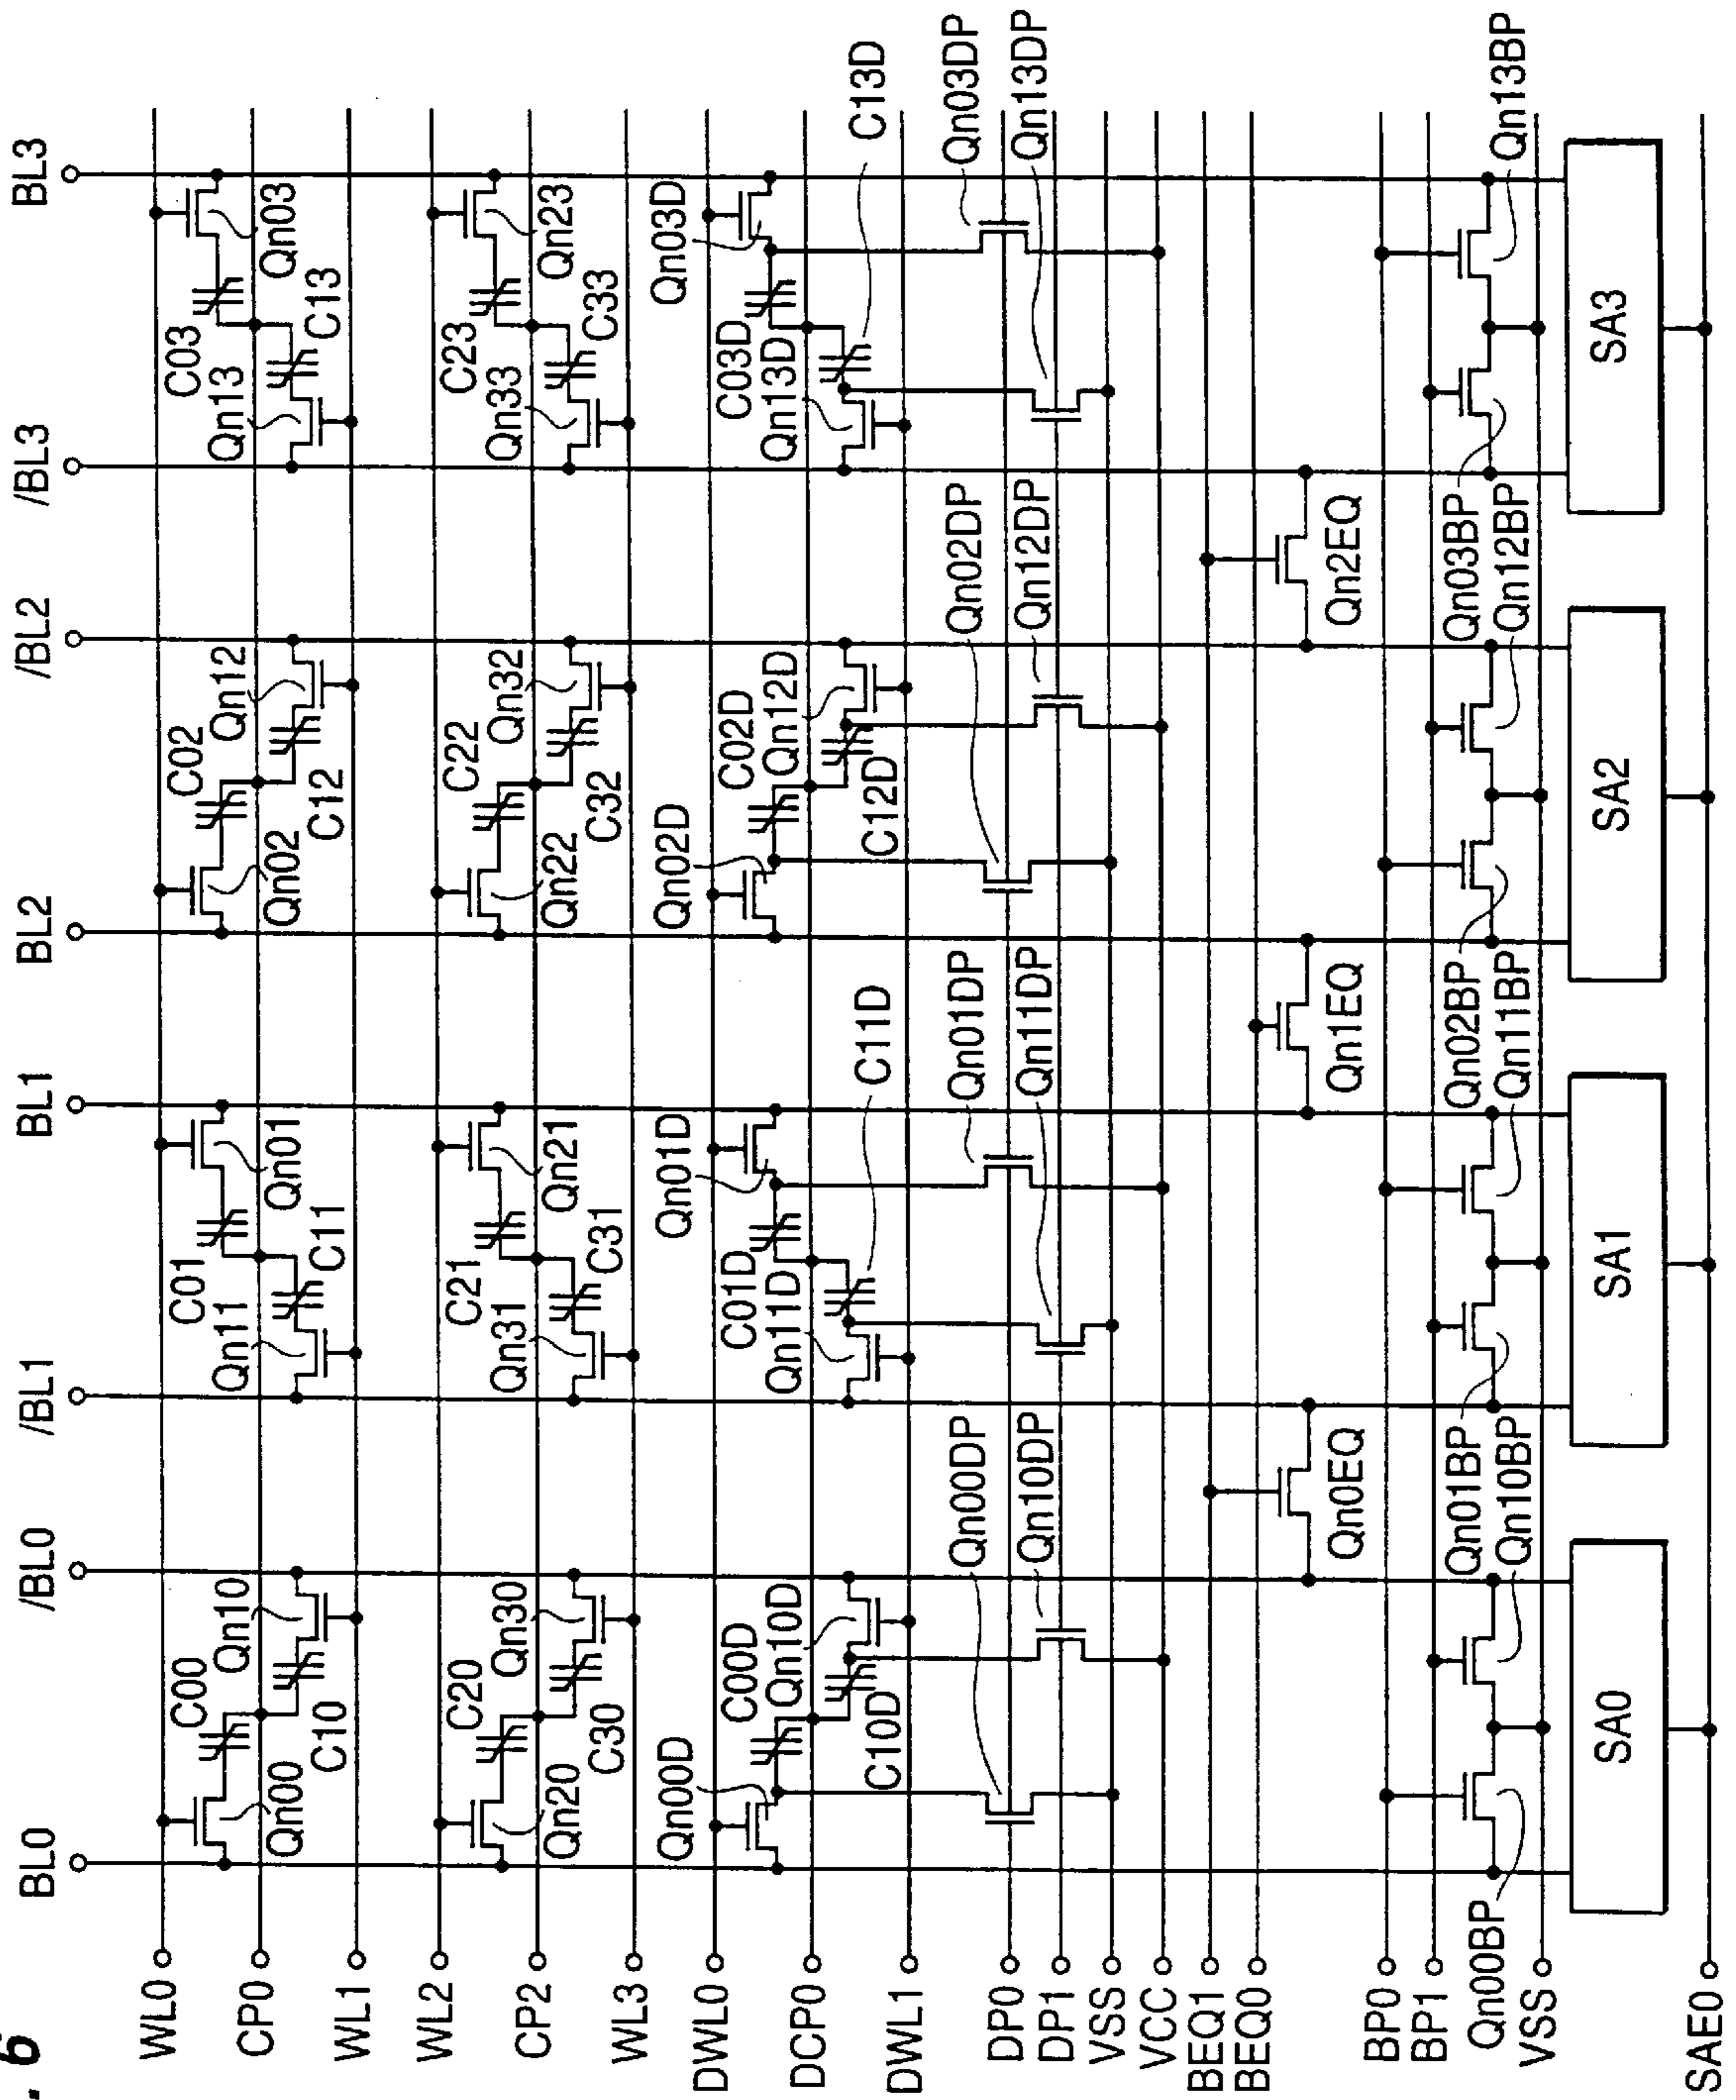 . 6
BL0
/BL0
/BL1
BL1
BL2
/BL2
/BL3
BL3
WL0
CP0
WL1
C00
Qn10
Qn00
C10
C01
Qn11
Qn01
C11
C02
Qn12
Qn02
C12
C03
Qn13
Qn03
C13
WL2
CP2
WL3
C20
Qn30
Qn20
C30
C21
Qn31
Qn21
C31
C22
Qn32
Qn22
C32
C23
Qn33
Qn23
C33
DWL0
DCP0
DWL1
Qn00D
C00D
Qn10D
C10D
Qn01D
C01D
Qn11D
C11D
Qn02D
C02D
Qn12D
C12D
Qn03D
C03D
Qn13D
C13D
DP0
DP1
VSS
VCC
Qn00DP
Qn10DP
Qn01DP
Qn11DP
Qn02DP
Qn12DP
Qn03DP
Qn13DP
BEQ1
BEQ0
Qn0EQ
Qn1EQ
Qn2EQ
BP0
BP1
Qn00BP
VSS
Qn01BP
Qn10BP
Qn02BP
Qn11BP
Qn03BP
Qn12BP
Qn13BP
SA0
SA1
SA2
SA3
SAE0